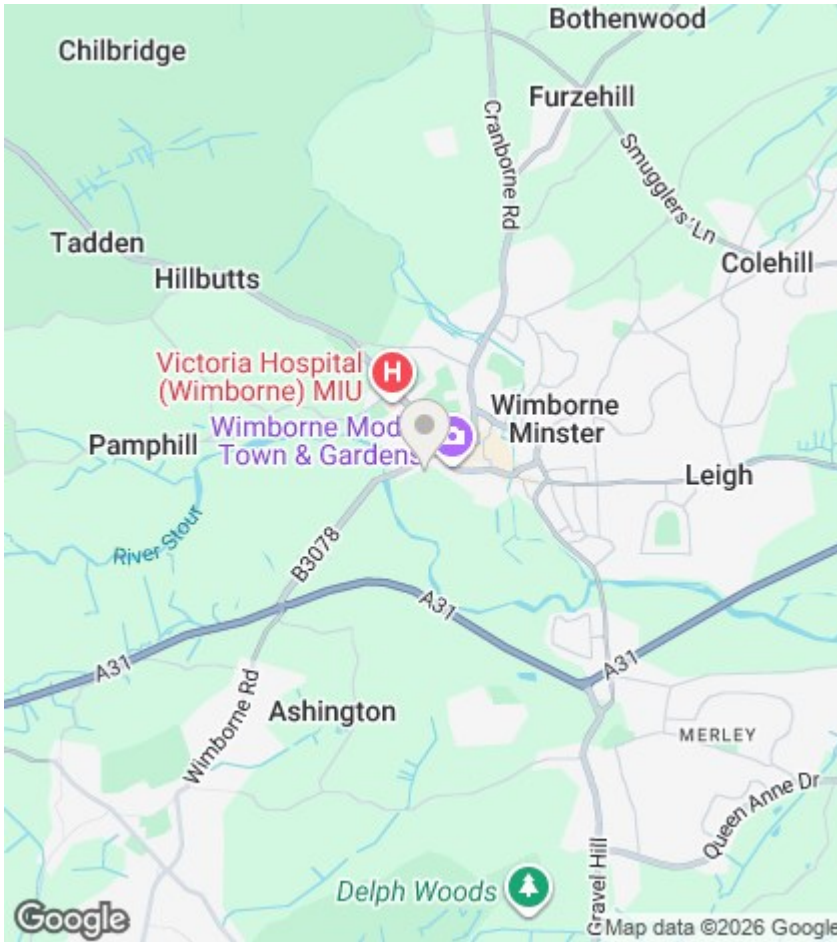 Bothenwood
Chilbridge
Furzehill
Cranborne Rd
Smugglers' Ln
Tadden
Colehill
Hillbutts
Victoria Hospital
(Wimborne) MIU
H
Wimborne
Minster
Wimborne Mod
Town & Gardens
Pamphill
Leigh
River Stour
B3078
A31
A31
A31
Wimborne Rd
Ashington
MERLEY
Queen Anne Dr
Gravel Hill
Delph Woods
Google
Map data ©2026 Google